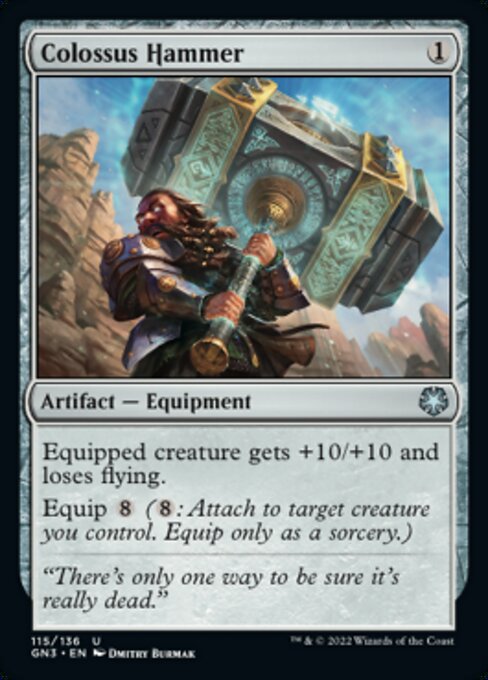 Colossus Hammer 1
Artifact — Equipment
Equipped creature gets +10/+10 and
loses flying.
Equip 8 (8: Attach to target creature
you control. Equip only as a sorcery.)
“There’s only one way to be sure it’s
really dead.”
115/136 U
GN3 • EN Dmitry Burmak
™ & © 2022 Wizards of the Coast